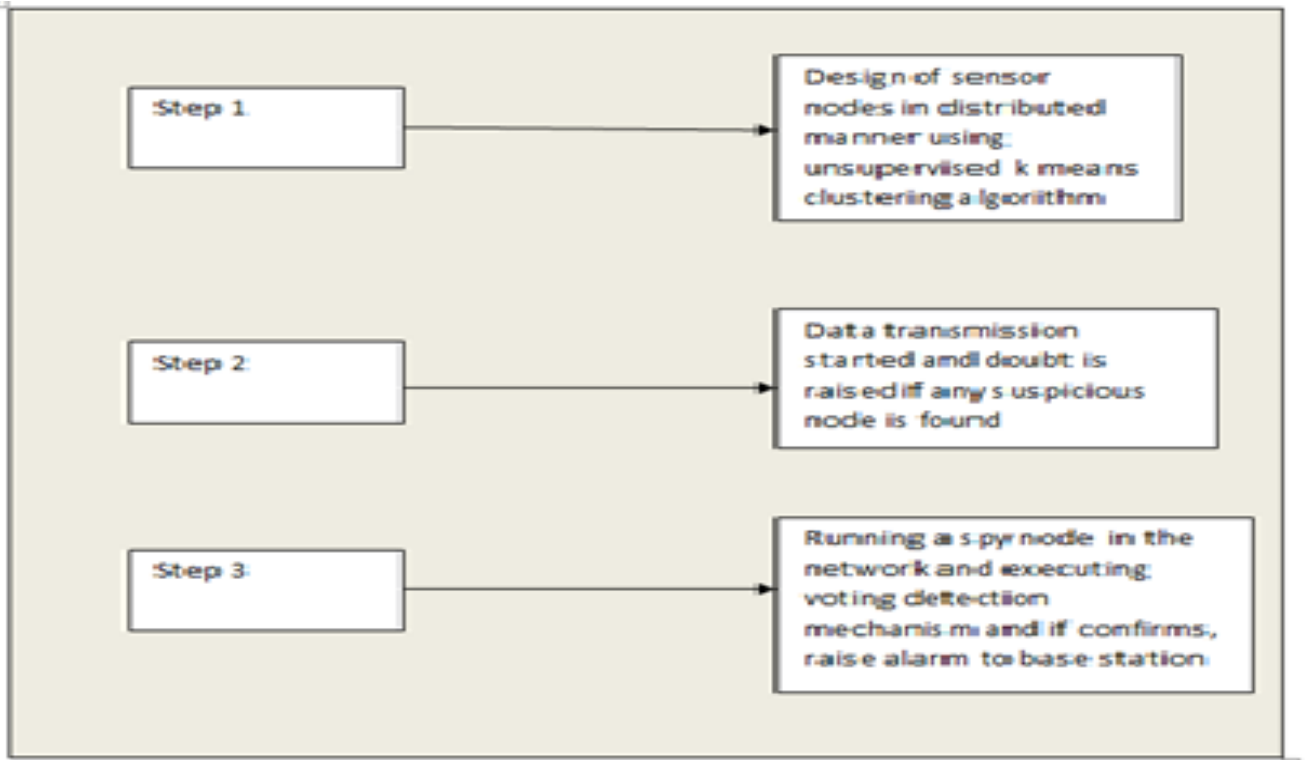 Step 1
Design of sensor
nodes in distributed
manner using
unsupervised k means
clustering algorithm
Step 2
Data transmission
started and doubt is
raised if any suspicious
node is found
Step 3
Running a spy node in the
network and executing
voting detection
mechanism and if confirms,
raise alarm to base station